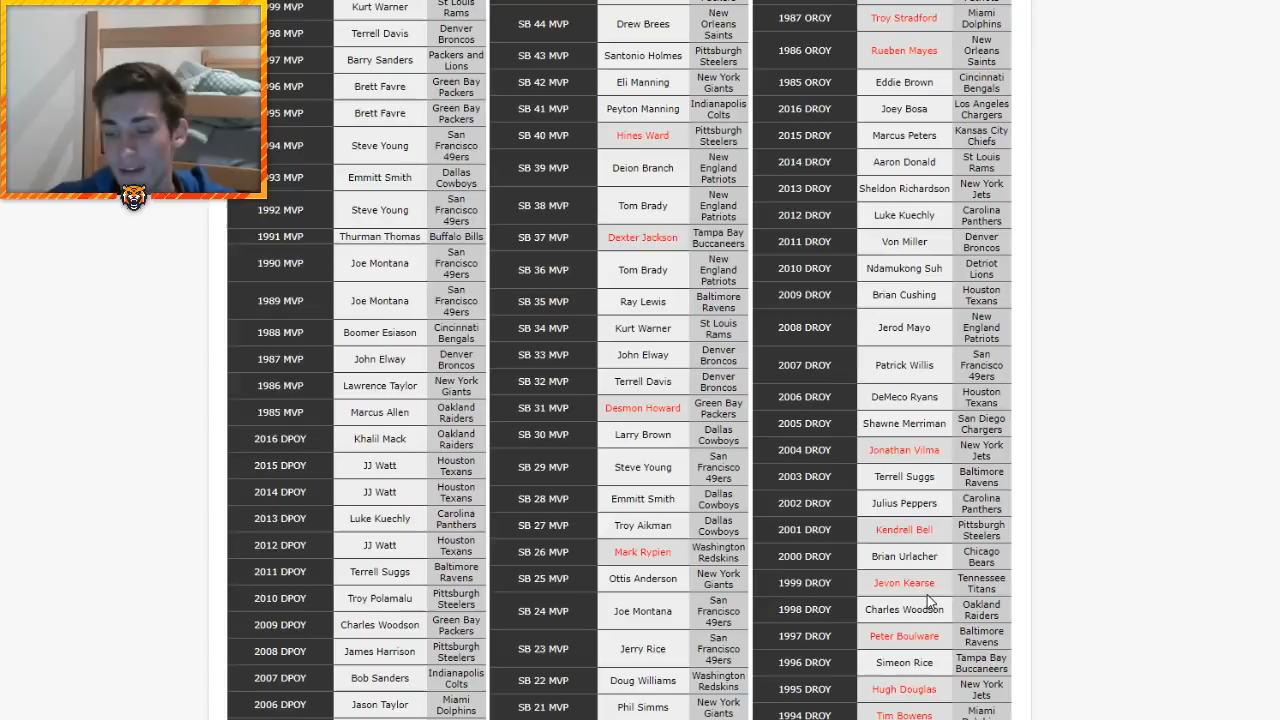 999 MVP Kurt Warner St Louis Rams
98 MVP Terrell Davis Denver Broncos
97 MVP Barry Sanders Packers and Lions
96 MVP Brett Favre Green Bay Packers
95 MVP Brett Favre Green Bay Packers
94 MVP Steve Young San Francisco 49ers
93 MVP Emmitt Smith Dallas Cowboys
1992 MVP Steve Young San Francisco 49ers
1991 MVP Thurman Thomas Buffalo Bills
1990 MVP Joe Montana San Francisco 49ers
1989 MVP Joe Montana San Francisco 49ers
1988 MVP Boomer Esiason Cincinnati Bengals
1987 MVP John Elway Denver Broncos
1986 MVP Lawrence Taylor New York Giants
1985 MVP Marcus Allen Oakland Raiders
2016 DPOY Khalil Mack Oakland Raiders
2015 DPOY JJ Watt Houston Texans
2014 DPOY JJ Watt Houston Texans
2013 DPOY Luke Kuechly Carolina Panthers
2012 DPOY JJ Watt Houston Texans
2011 DPOY Terrell Suggs Baltimore Ravens
2010 DPOY Troy Polamalu Pittsburgh Steelers
2009 DPOY Charles Woodson Green Bay Packers
2008 DPOY James Harrison Pittsburgh Steelers
2007 DPOY Bob Sanders Indianapolis Colts
2006 DPOY Jason Taylor Miami Dolphins
SB 44 MVP Drew Brees New Orleans Saints
SB 43 MVP Santonio Holmes Pittsburgh Steelers
SB 42 MVP Eli Manning New York Giants
SB 41 MVP Peyton Manning Indianapolis Colts
SB 40 MVP Hines Ward Pittsburgh Steelers
SB 39 MVP Deion Branch New England Patriots
SB 38 MVP Tom Brady New England Patriots
SB 37 MVP Dexter Jackson Tampa Bay Buccaneers
SB 36 MVP Tom Brady New England Patriots
SB 35 MVP Ray Lewis Baltimore Ravens
SB 34 MVP Kurt Warner St Louis Rams
SB 33 MVP John Elway Denver Broncos
SB 32 MVP Terrell Davis Denver Broncos
SB 31 MVP Desmon Howard Green Bay Packers
SB 30 MVP Larry Brown Dallas Cowboys
SB 29 MVP Steve Young San Francisco 49ers
SB 28 MVP Emmitt Smith Dallas Cowboys
SB 27 MVP Troy Aikman Dallas Cowboys
SB 26 MVP Mark Rypien Washington Redskins
SB 25 MVP Ottis Anderson New York Giants
SB 24 MVP Joe Montana San Francisco 49ers
SB 23 MVP Jerry Rice San Francisco 49ers
SB 22 MVP Doug Williams Washington Redskins
SB 21 MVP Phil Simms New York Giants
1987 OROY Troy Stradford Miami Dolphins
1986 OROY Rueben Mayes New Orleans Saints
1985 OROY Eddie Brown Cincinnati Bengals
2016 DROY Joey Bosa Los Angeles Chargers
2015 DROY Marcus Peters Kansas City Chiefs
2014 DROY Aaron Donald St Louis Rams
2013 DROY Sheldon Richardson New York Jets
2012 DROY Luke Kuechly Carolina Panthers
2011 DROY Von Miller Denver Broncos
2010 DROY Ndamukong Suh Detriot Lions
2009 DROY Brian Cushing Houston Texans
2008 DROY Jerod Mayo New England Patriots
2007 DROY Patrick Willis San Francisco 49ers
2006 DROY DeMeco Ryans Houston Texans
2005 DROY Shawne Merriman San Diego Chargers
2004 DROY Jonathan Vilma New York Jets
2003 DROY Terrell Suggs Baltimore Ravens
2002 DROY Julius Peppers Carolina Panthers
2001 DROY Kendrell Bell Pittsburgh Steelers
2000 DROY Brian Urlacher Chicago Bears
1999 DROY Jevon Kearse Tennessee Titans
1998 DROY Charles Woodson Oakland Raiders
1997 DROY Peter Boulware Baltimore Ravens
1996 DROY Simeon Rice Tampa Bay Buccaneers
1995 DROY Hugh Douglas New York Jets
1994 DROY Tim Bowens Miami